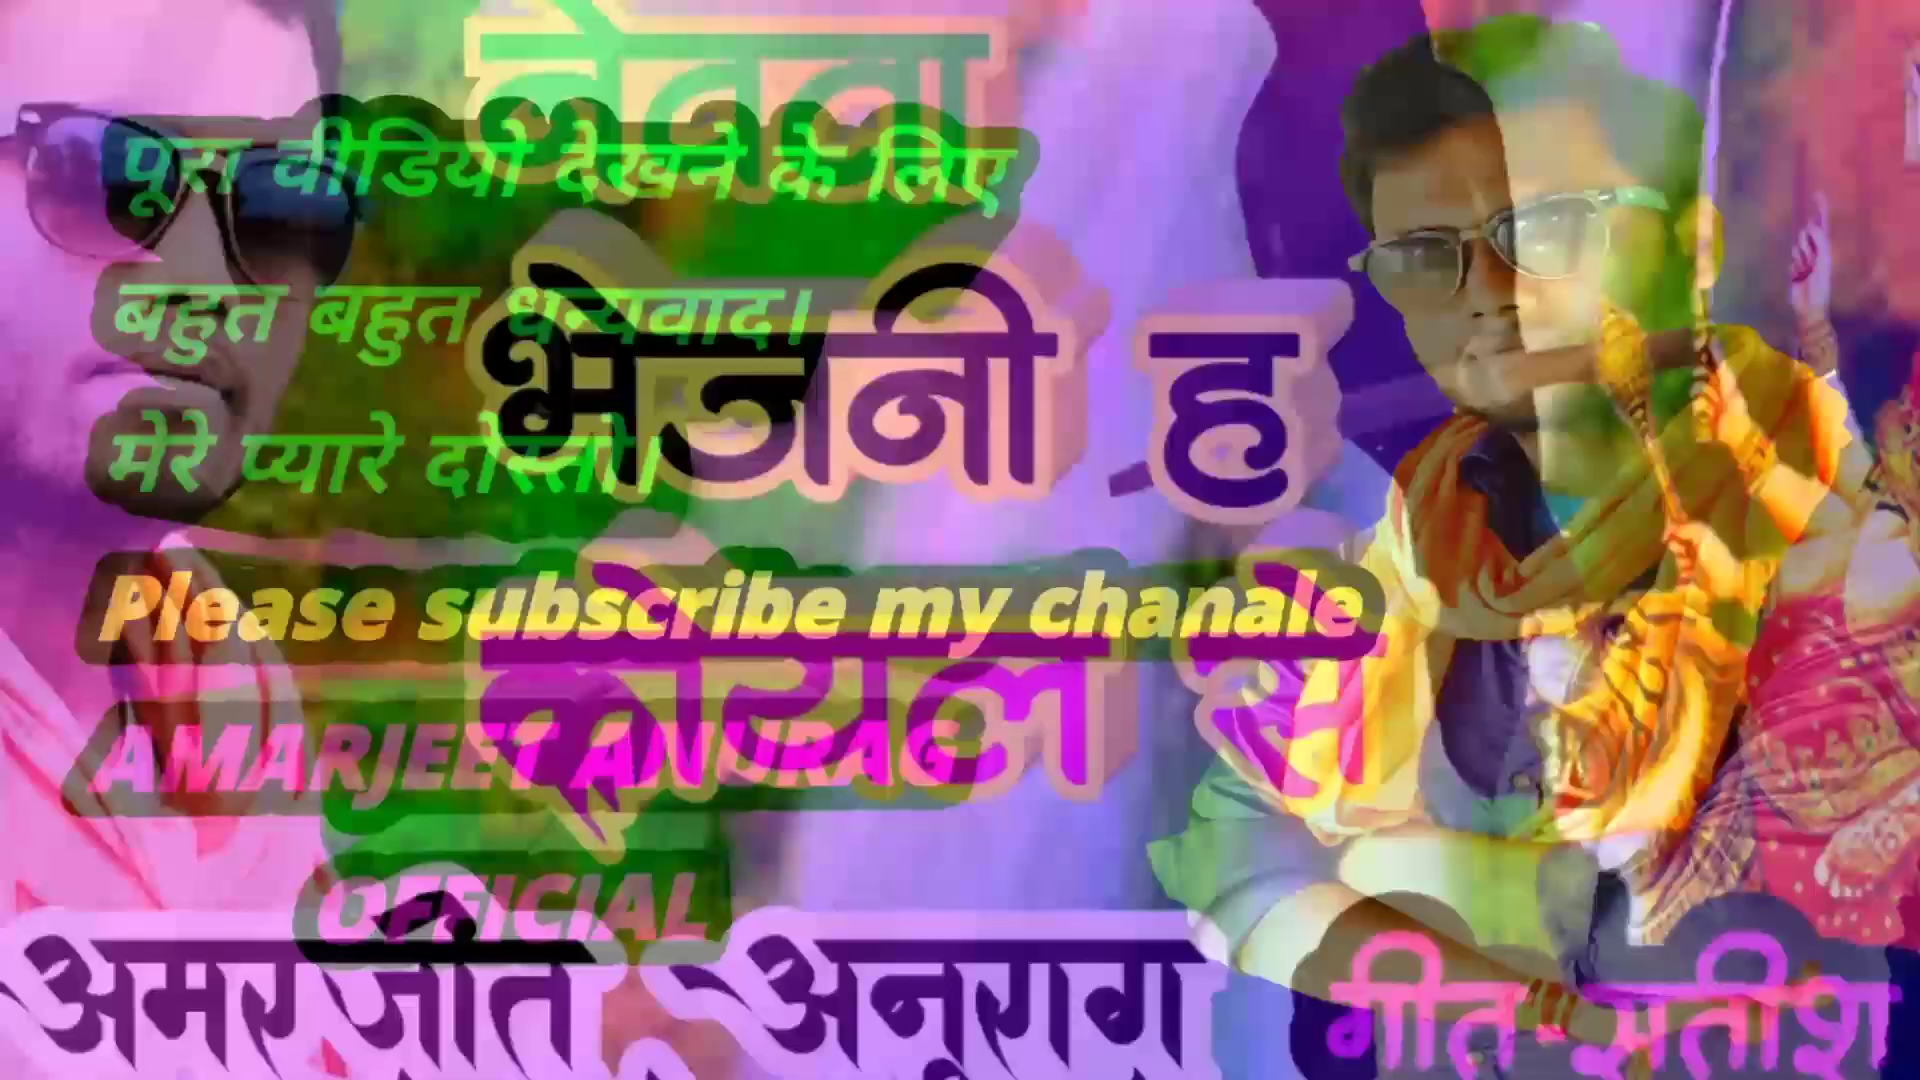 पूरा वीडियो देखने के लिए
बहुत बहुत धन्यवाद।
भेजनी ह
मेरे प्यारे दोस्तो।
Please subscribe my chanale
कोयल से
AMARJEET ANURAG
OFFICIAL
अमरजीत अनूराग
गीत-सतीश